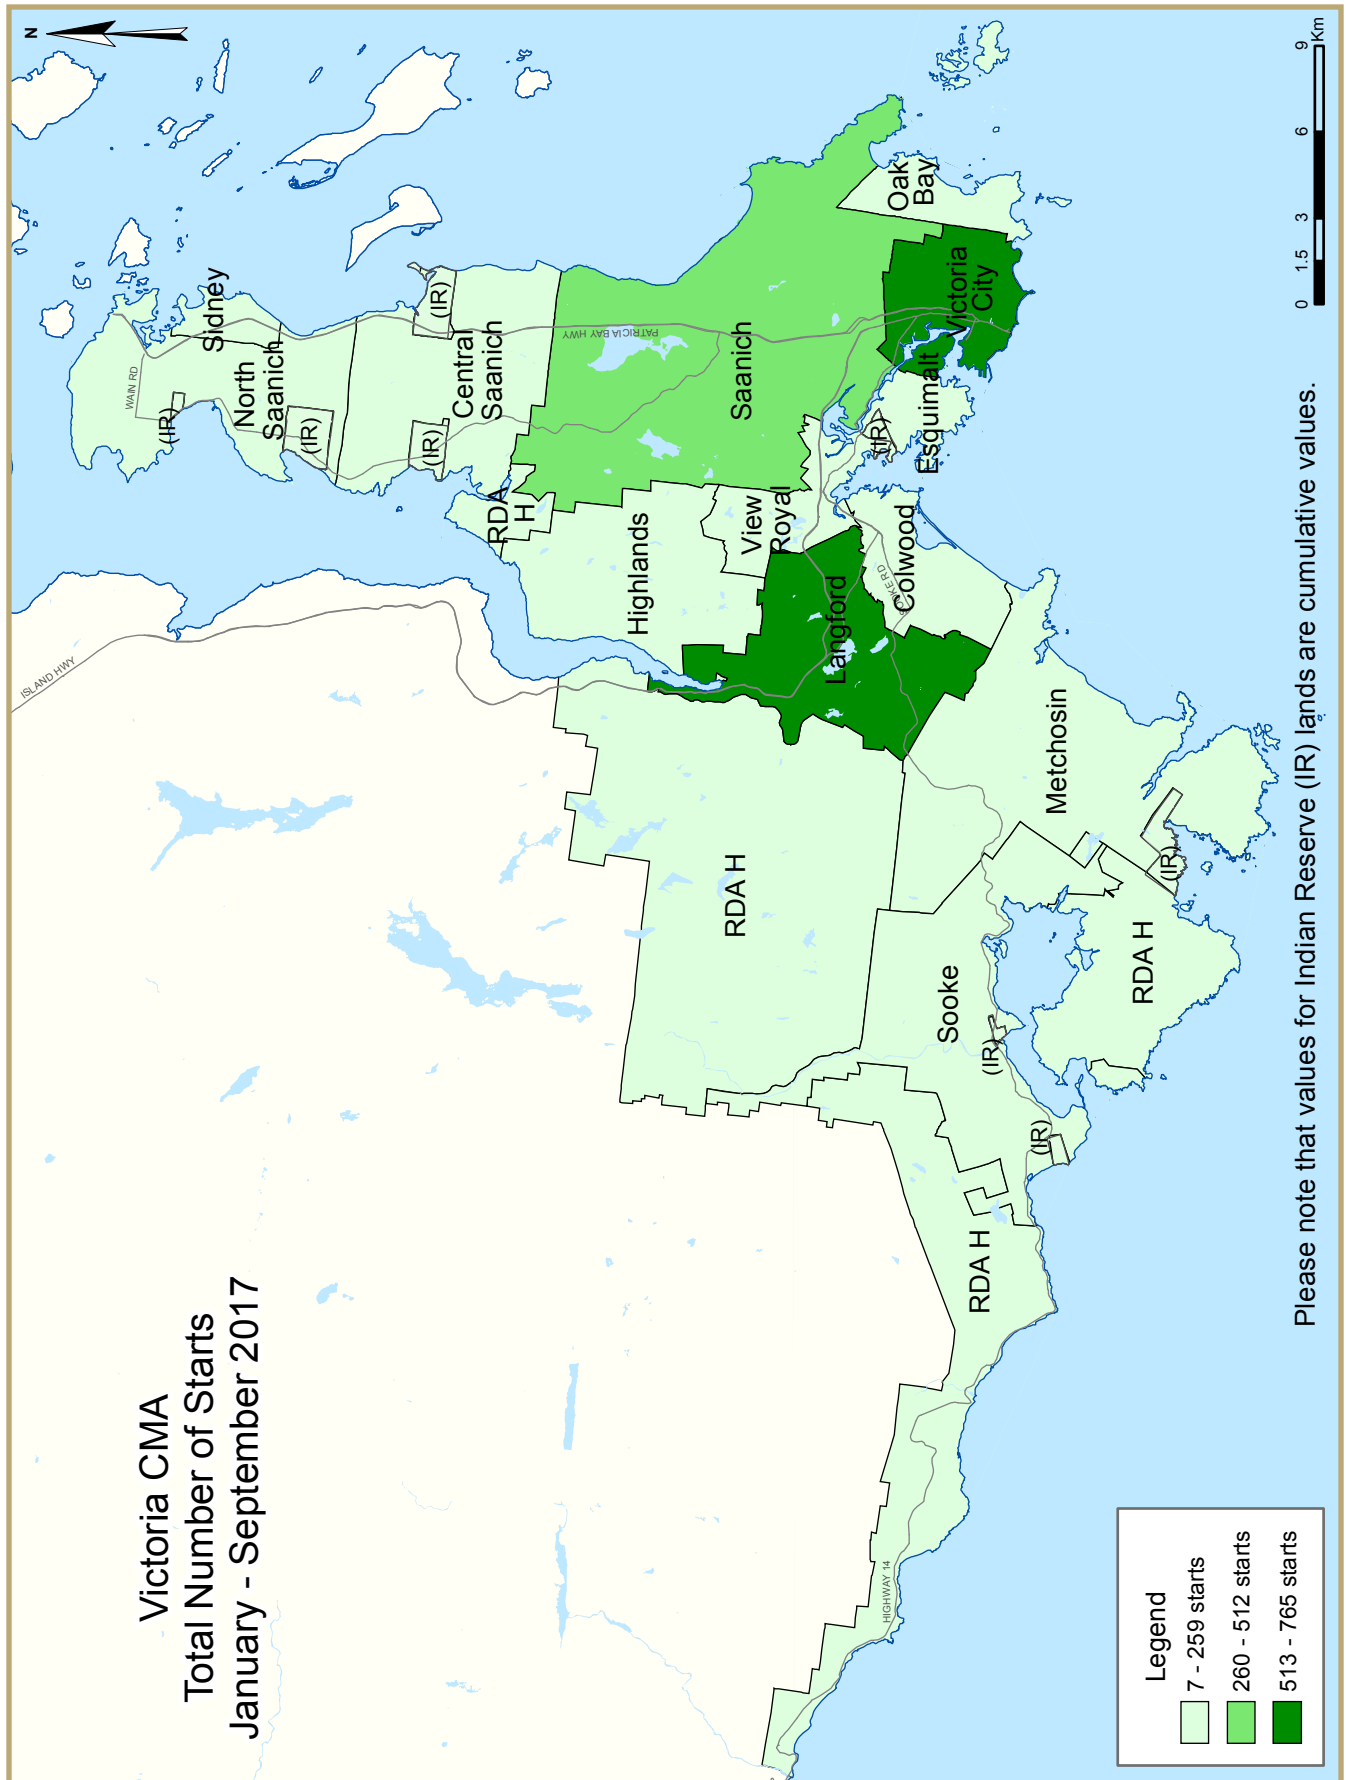 Victoria CMA
Total Number of Starts
January - September 2017
N
ISLAND HWY
WAIN RD
Sidney
(IR)
North
Saanich
(IR)
(IR)
Central
Saanich
(IR)
PATRICIA BAY HWY
RDA
H
Saanich
Highlands
View
Royal
Oak
Bay
Victoria
City
Esquimalt
(IR)
Langford
Colwood
SOOKE RD
Metchosin
RDA H
(IR)
RDA H
Sooke
(IR)
(IR)
RDA H
HIGHWAY 14
Legend
7 - 259 starts
260 - 512 starts
513 - 765 starts
0 1.5 3 6 9
Km
Please note that values for Indian Reserve (IR) lands are cumulative values.